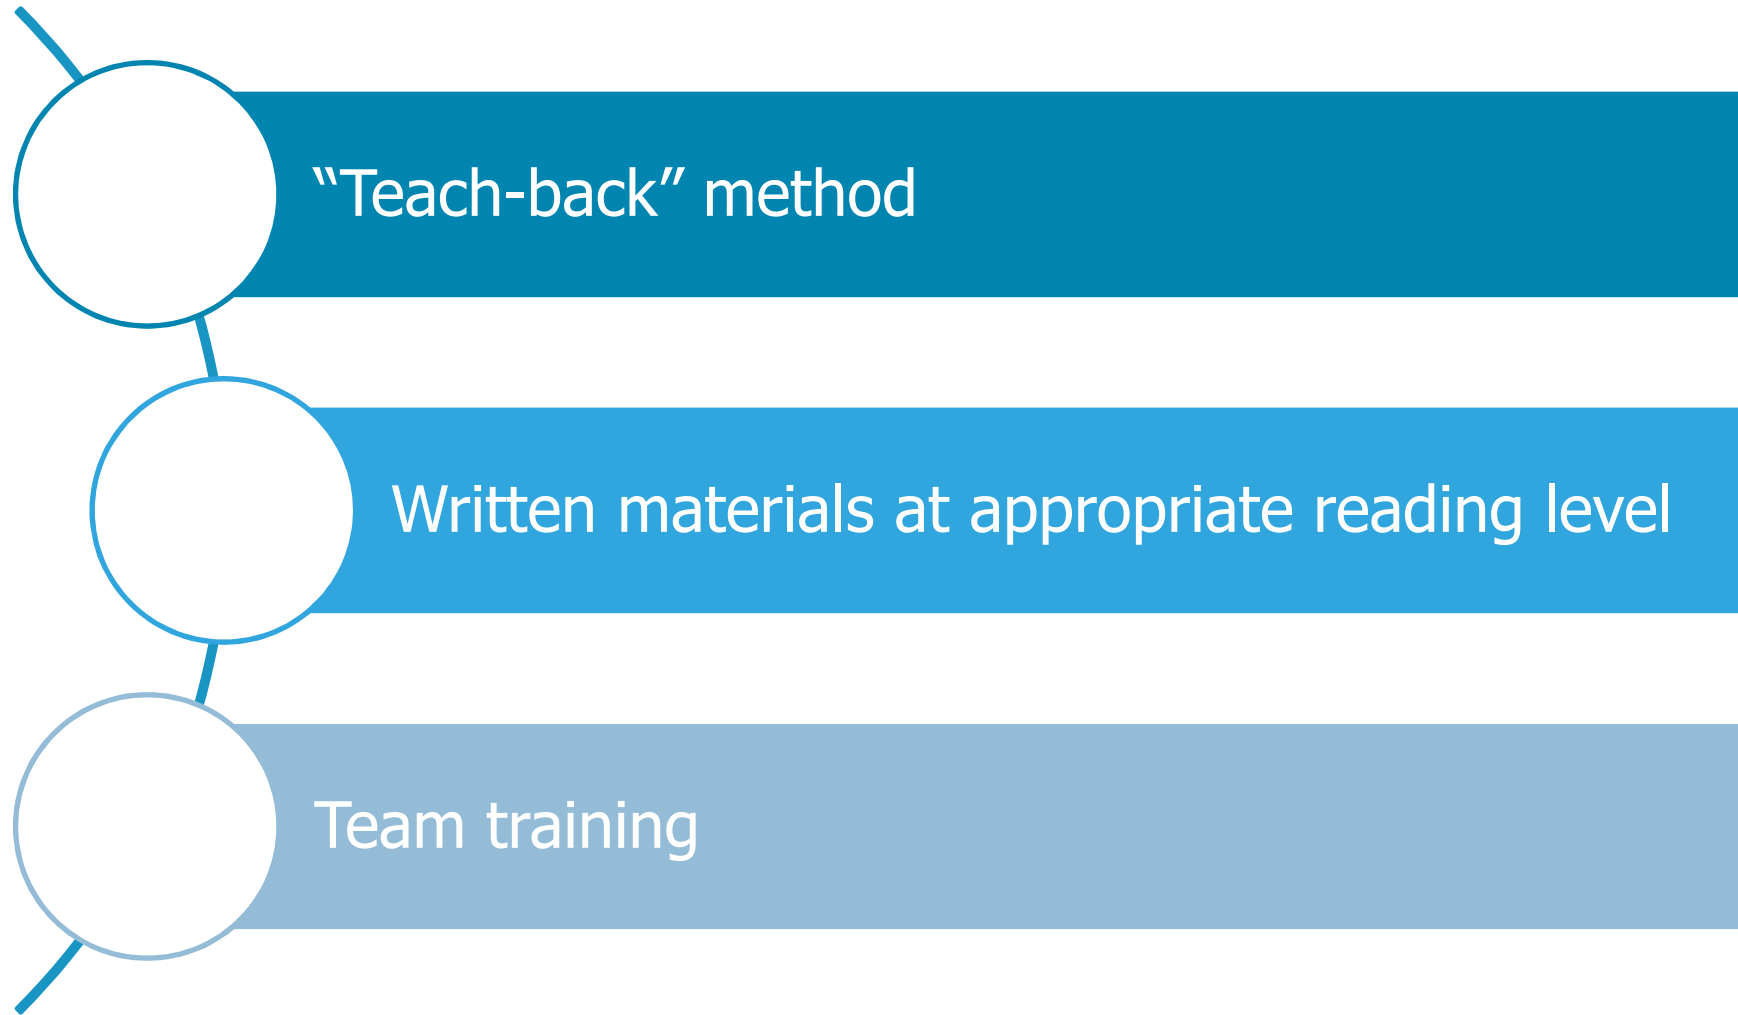 “Teach-back” method
Written materials at appropriate reading level
Team training